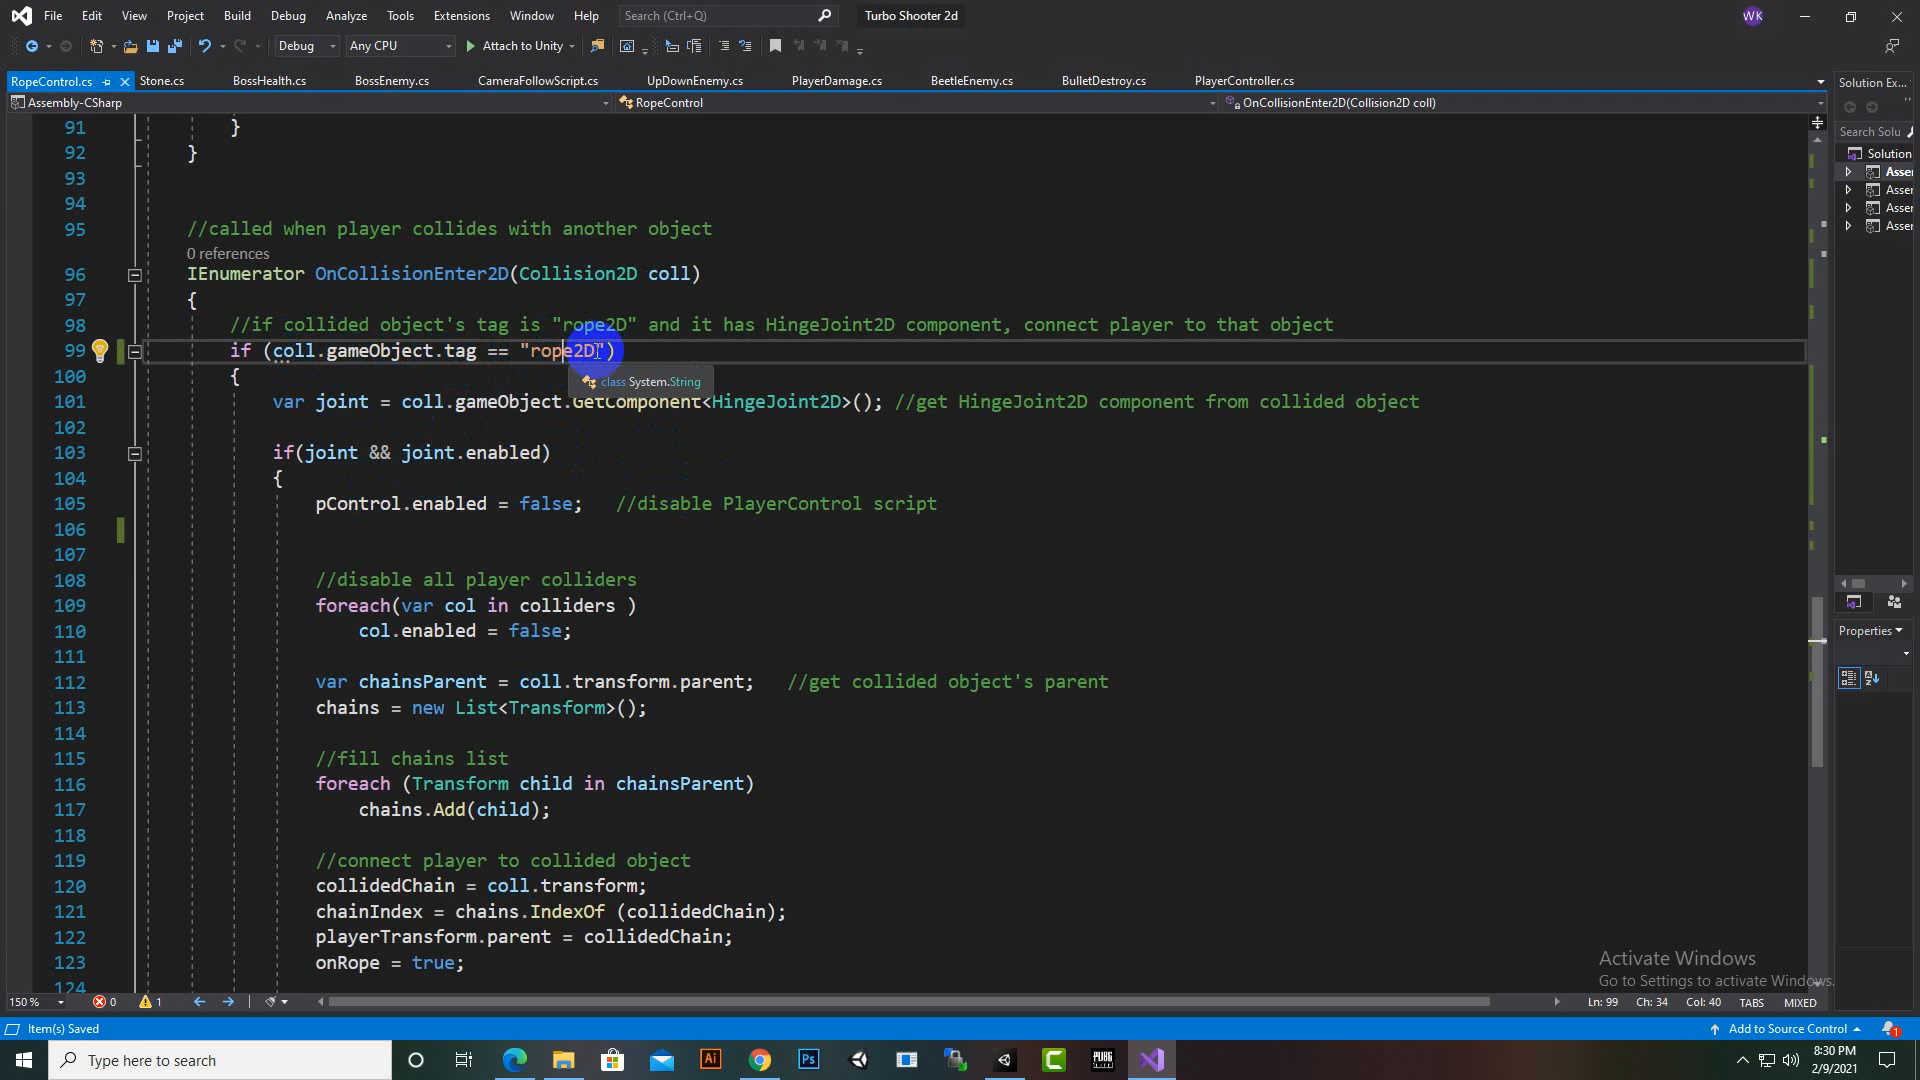 File Edit View Project Build Debug Analyze Tools Extensions Window Help Search (Ctrl+Q) Turbo Shooter 2d WK
Debug Any CPU Attach to Unity
RopeControl.cs Stone.cs BossHealth.cs BossEnemy.cs CameraFollowScript.cs UpDownEnemy.cs PlayerDamage.cs BeetleEnemy.cs BulletDestroy.cs PlayerController.cs
Assembly-CSharp RopeControl OnCollisionEnter2D(Collision2D coll)
91 }
92 }
93
94
95 //called when player collides with another object
0 references
96 IEnumerator OnCollisionEnter2D(Collision2D coll)
97 {
98 //if collided object's tag is "rope2D" and it has HingeJoint2D component, connect player to that object
99 if (coll.gameObject.tag == "rope2D")
100 {
class System.String
101 var joint = coll.gameObject.GetComponent<HingeJoint2D>(); //get HingeJoint2D component from collided object
102
103 if(joint && joint.enabled)
104 {
105 pControl.enabled = false; //disable PlayerControl script
106
107
108 //disable all player colliders
109 foreach(var col in colliders )
110 col.enabled = false;
111
112 var chainsParent = coll.transform.parent; //get collided object's parent
113 chains = new List<Transform>();
114
115 //fill chains list
116 foreach (Transform child in chainsParent)
117 chains.Add(child);
118
119 //connect player to collided object
120 collidedChain = coll.transform;
121 chainIndex = chains.IndexOf (collidedChain);
122 playerTransform.parent = collidedChain;
123 onRope = true;
124
Solution Ex...
Search Solu
Solution
Asser
Asser
Asser
Asser
Properties
Activate Windows
Go to Settings to activate Windows.
150 % 0 1 Ln: 99 Ch: 34 Col: 40 TABS MIXED
Item(s) Saved Add to Source Control 1
Type here to search
8:30 PM
2/9/2021